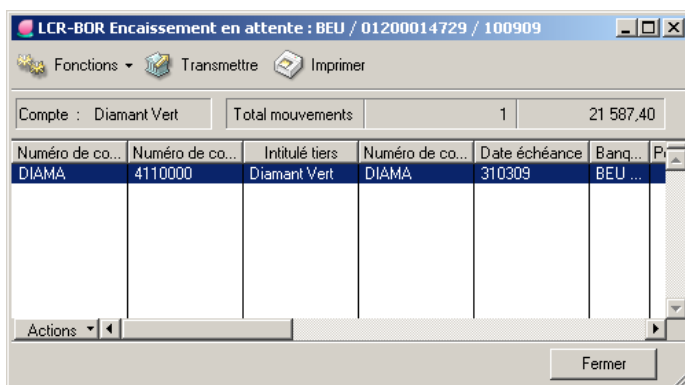 LCR-BOR Encaissement en attente : BEU / 01200014729 / 100909
Fonctions Transmettre Imprimer
Compte : Diamant Vert Total mouvements 1 21 587,40
Numéro de co... Numéro de co... Intitulé tiers Numéro de co... Date échéance Banq...
DIAMA 4110000 Diamant Vert DIAMA 310309 BEU ...
Actions
Fermer